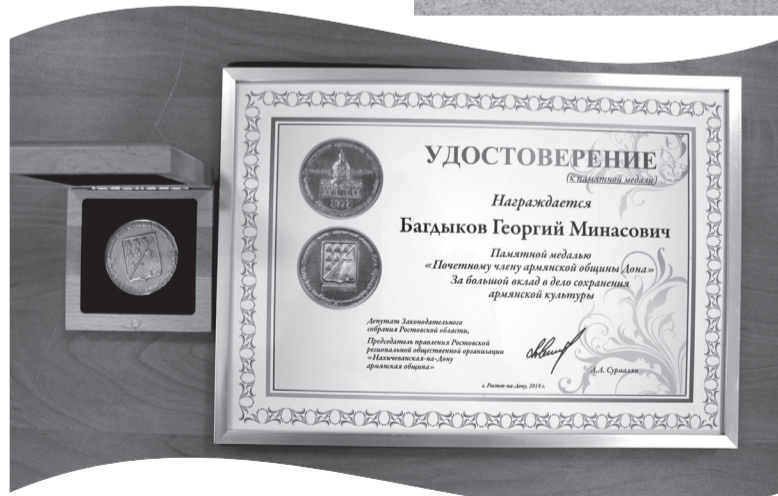 УДОСТОВЕРЕНИЕ
(к памятной медали)
Награждается
Багдыков Георгий Минасович
Памятной медалью
«Почетному члену армянской общины Дона»
За большой вклад в дело сохранения
армянской культуры
Депутат Законодательного
собрания Ростовской области,
Председатель правления Ростовской
региональной общественной организации
«Нахичеванская-на-Дону
армянская община»
А.А. Сурмалян
г. Ростов-на-Дону, 2018 г.